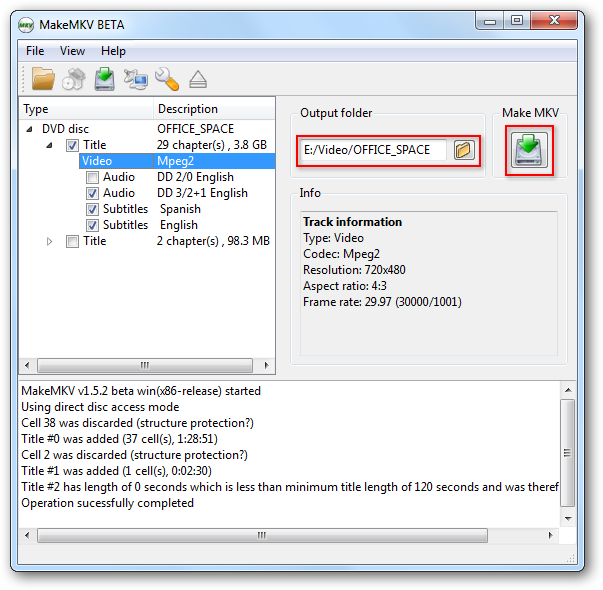 MakeMKV BETA
File View Help
Type Description
DVD disc OFFICE_SPACE
Title 29 chapter(s) , 3.8 GB
Video Mpeg2
Audio DD 2/0 English
Audio DD 3/2+1 English
Subtitles Spanish
Subtitles English
Title 2 chapter(s) , 98.3 MB
Output folder
E:/Video/OFFICE_SPACE
Make MKV
Info
Track information
Type: Video
Codec: Mpeg2
Resolution: 720x480
Aspect ratio: 4:3
Frame rate: 29.97 (30000/1001)
MakeMKV v1.5.2 beta win(x86-release) started
Using direct disc access mode
Cell 38 was discarded (structure protection?)
Title #0 was added (37 cell(s), 1:28:51)
Cell 2 was discarded (structure protection?)
Title #1 was added (1 cell(s), 0:02:30)
Title #2 has length of 0 seconds which is less than minimum title length of 120 seconds and was theref
Operation sucessfully completed